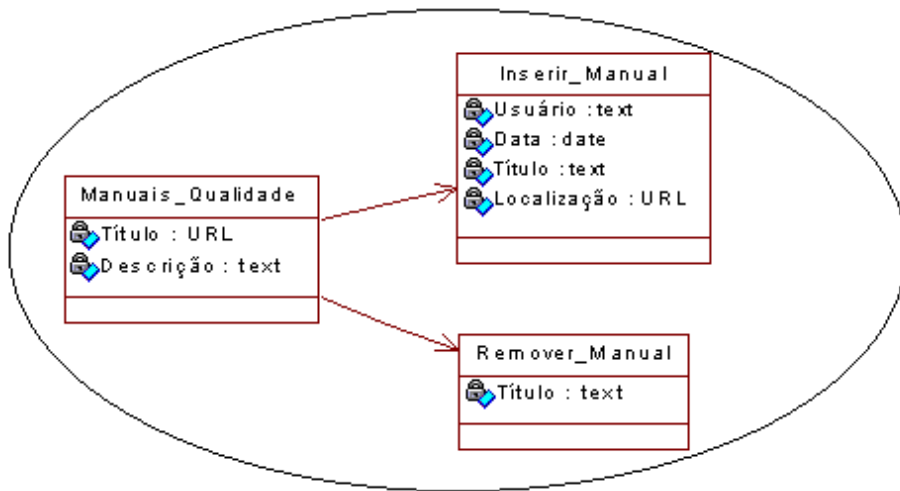 Manuais_Qualidade
Título : URL
Descrição : text
Inserir_Manual
Usuário : text
Data : date
Título : text
Localização : URL
Remover_Manual
Título : text